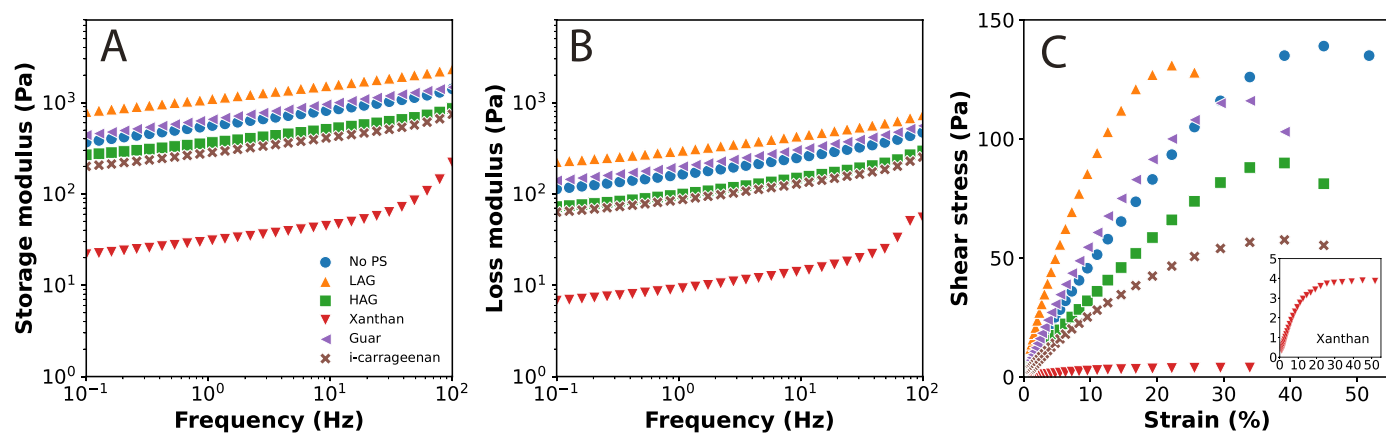 A
Storage modulus (Pa)
10³
10²
10¹
10⁰
No PS
LAG
HAG
Xanthan
Guar
i-carrageenan
10⁻¹ 10⁰ 10¹ 10²
Frequency (Hz)
B
Loss modulus (Pa)
10³
10²
10¹
10⁰
10⁻¹ 10⁰ 10¹ 10²
Frequency (Hz)
C
Shear stress (Pa)
150
100
50
0
0 10 20 30 40 50
Strain (%)
5
4
3
2
1
0
Xanthan
0 10 20 30 40 50